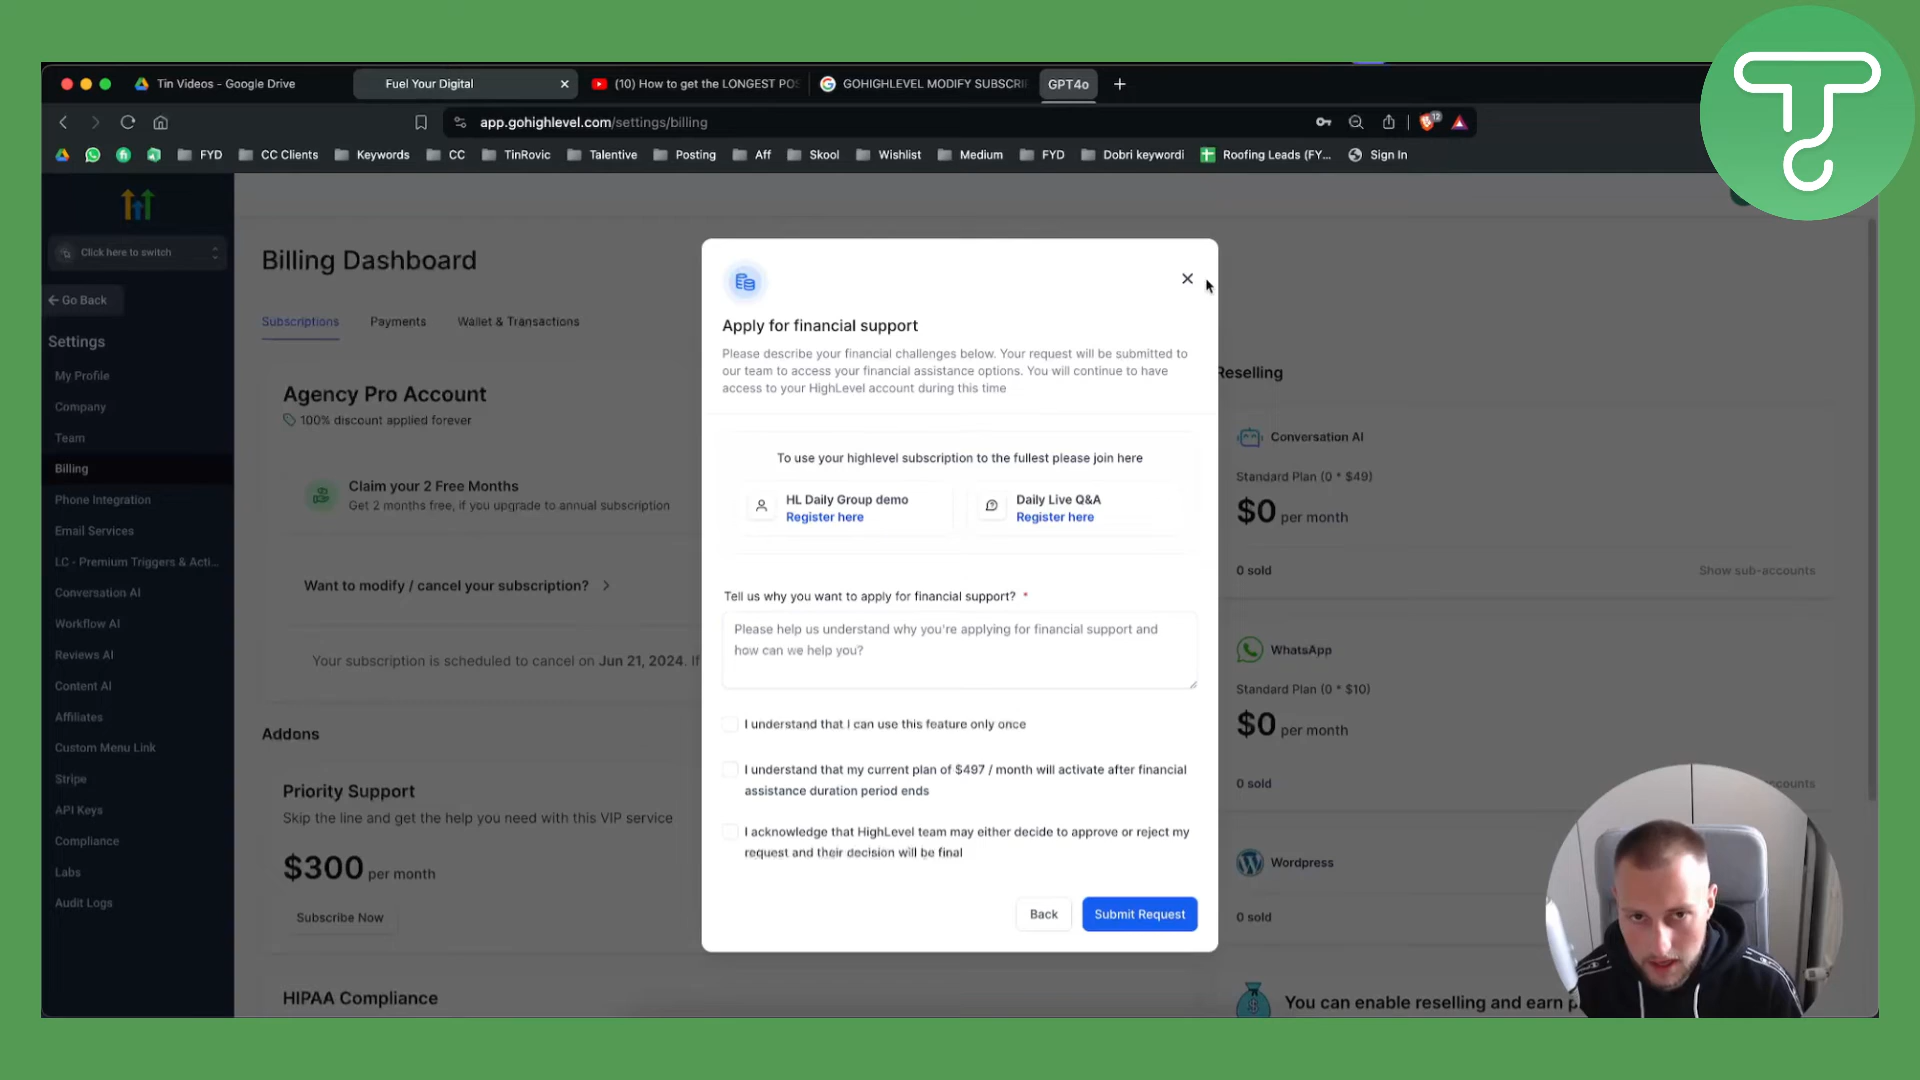 Tin Videos - Google Drive
Fuel Your Digital
(10) How to get the LONGEST POS
GOHIGHLEVEL MODIFY SUBSCRI
GPT4o
app.gohighlevel.com/settings/billing
12
FYD
CC Clients
Keywords
CC
TinRovic
Talentive
Posting
Aff
Skool
Wishlist
Medium
FYD
Dobri keywordi
Roofing Leads (FY...
Sign In
Click here to switch
Go Back
Settings
My Profile
Company
Team
Billing
Phone Integration
Email Services
LC - Premium Triggers & Acti...
Conversation AI
Workflow AI
Reviews AI
Content AI
Affiliates
Custom Menu Link
Stripe
API Keys
Compliance
Labs
Audit Logs
Billing Dashboard
Subscriptions
Payments
Wallet & Transactions
Agency Pro Account
100% discount applied forever
Claim your 2 Free Months
Get 2 months free, if you upgrade to annual subscription
Want to modify / cancel your subscription?
Your subscription is scheduled to cancel on Jun 21, 2024. If
Addons
Priority Support
Skip the line and get the help you need with this VIP service
$300 per month
Subscribe Now
HIPAA Compliance
Apply for financial support
Please describe your financial challenges below. Your request will be submitted to
our team to access your financial assistance options. You will continue to have
access to your HighLevel account during this time
To use your highlevel subscription to the fullest please join here
HL Daily Group demo
Register here
Daily Live Q&A
Register here
Tell us why you want to apply for financial support? *
Please help us understand why you're applying for financial support and
how can we help you?
I understand that I can use this feature only once
I understand that my current plan of $497 / month will activate after financial
assistance duration period ends
I acknowledge that HighLevel team may either decide to approve or reject my
request and their decision will be final
Back
Submit Request
Reselling
Conversation AI
Standard Plan (0 * $49)
$0 per month
0 sold
Show sub-accounts
WhatsApp
Standard Plan (0 * $10)
$0 per month
0 sold
counts
Wordpress
0 sold
You can enable reselling and earn p